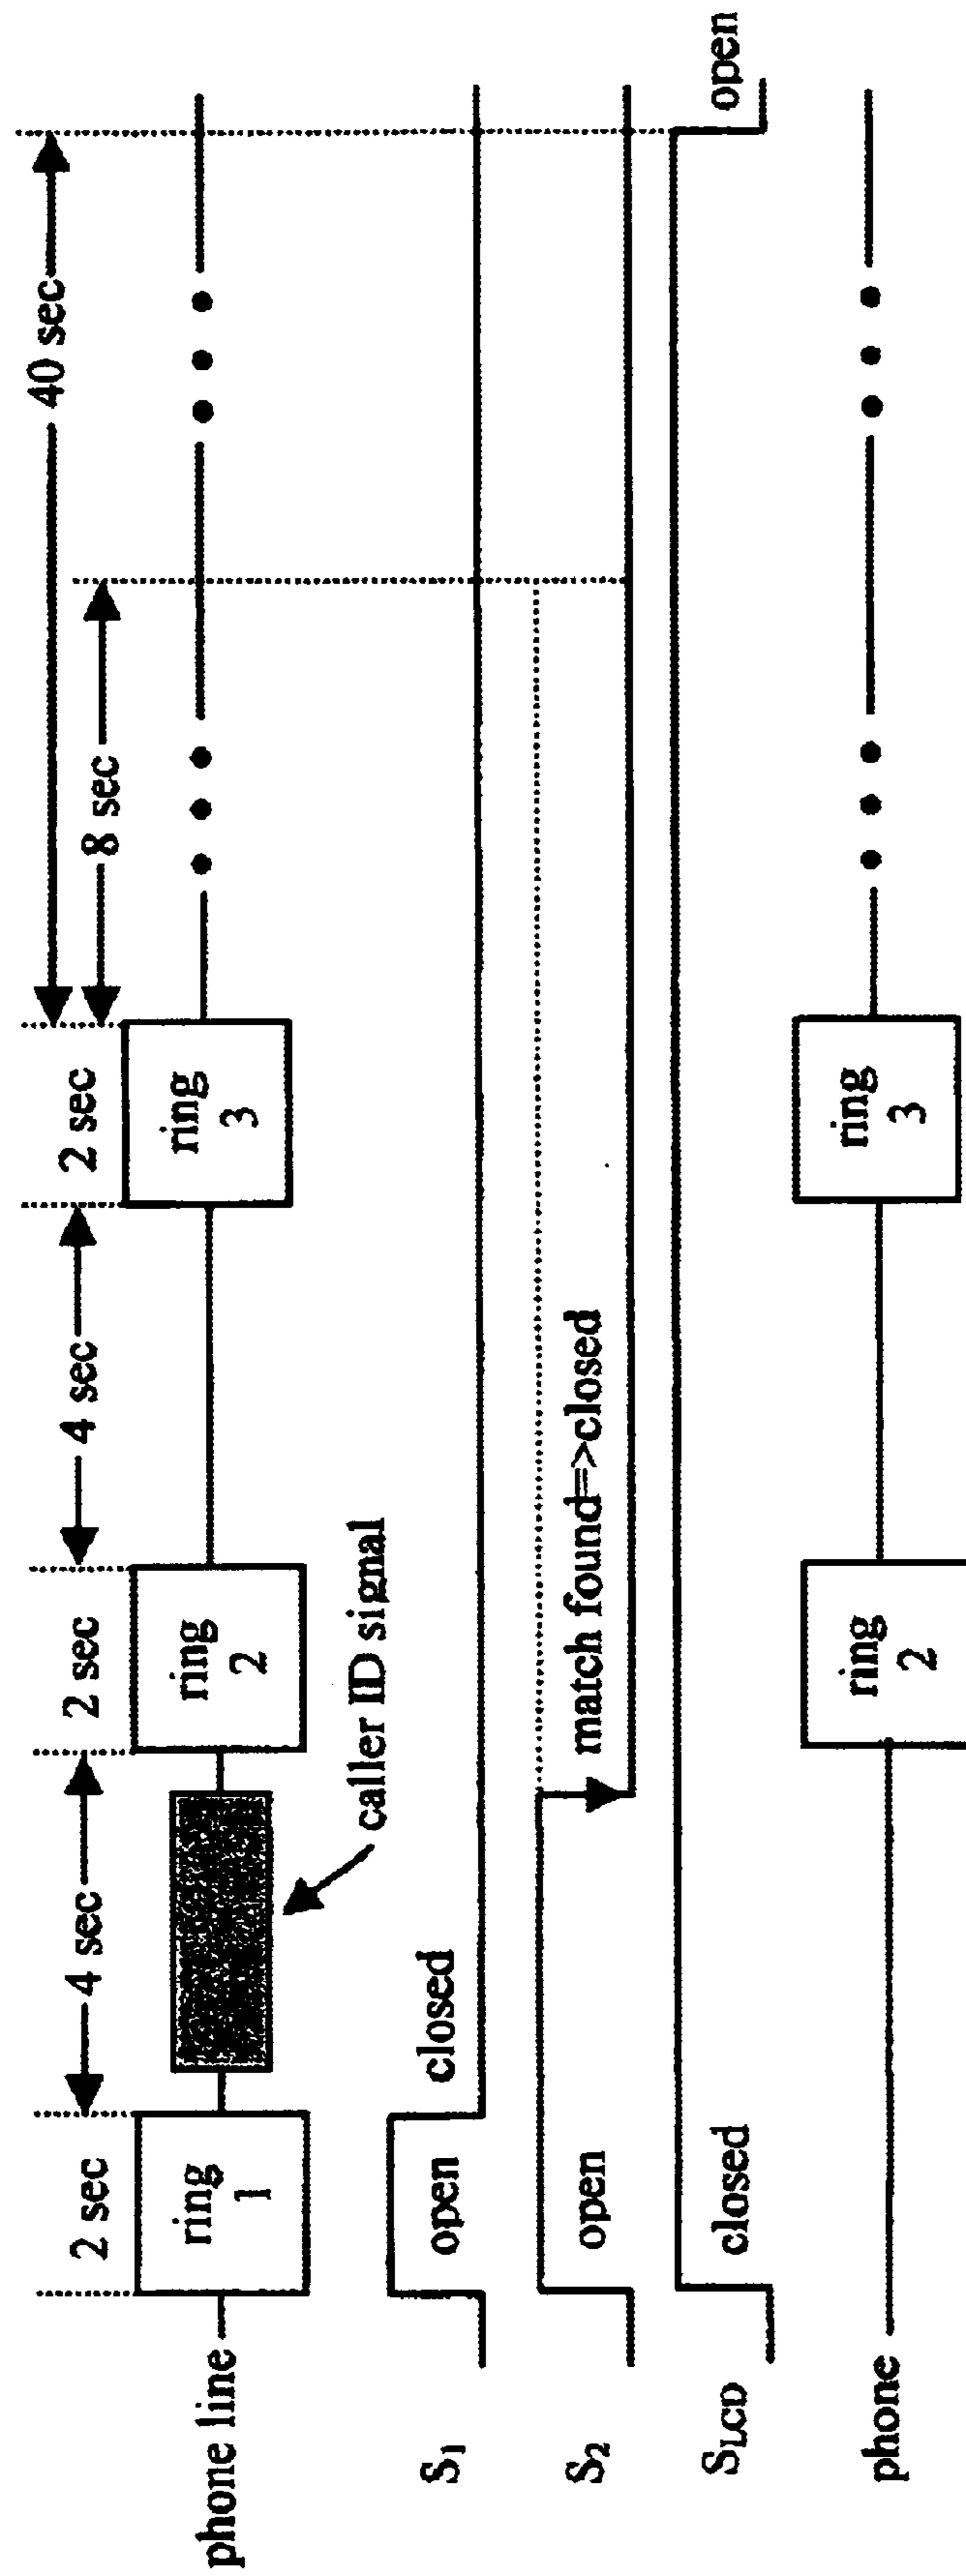 40 sec
8 sec
2 sec
4 sec
2 sec
4 sec
2 sec
phone line
ring
1
ring
2
ring
3
caller ID signal
S1
open
closed
S2
open
match found=>closed
SLCD
closed
open
phone
ring
2
ring
3